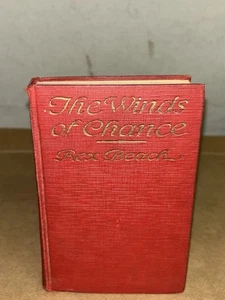 The Winds
of Chance
Rex Beach